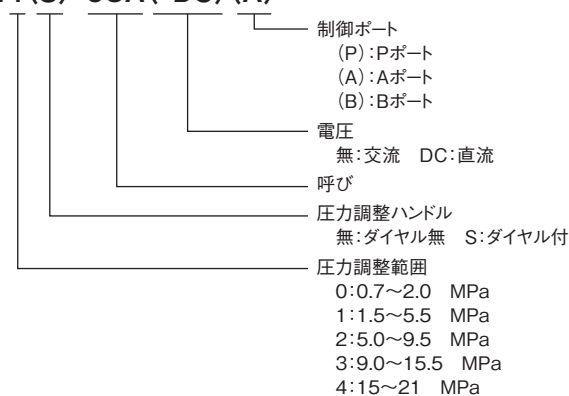 制御ポート
(P):Pポート
(A):Aポート
(B):Bポート
電圧
無:交流 DC:直流
呼び
圧力調整ハンドル
無:ダイヤル無 S:ダイヤル付
圧力調整範囲
0:0.7〜2.0 MPa
1:1.5〜5.5 MPa
2:5.0〜9.5 MPa
3:9.0〜15.5 MPa
4:15〜21 MPa